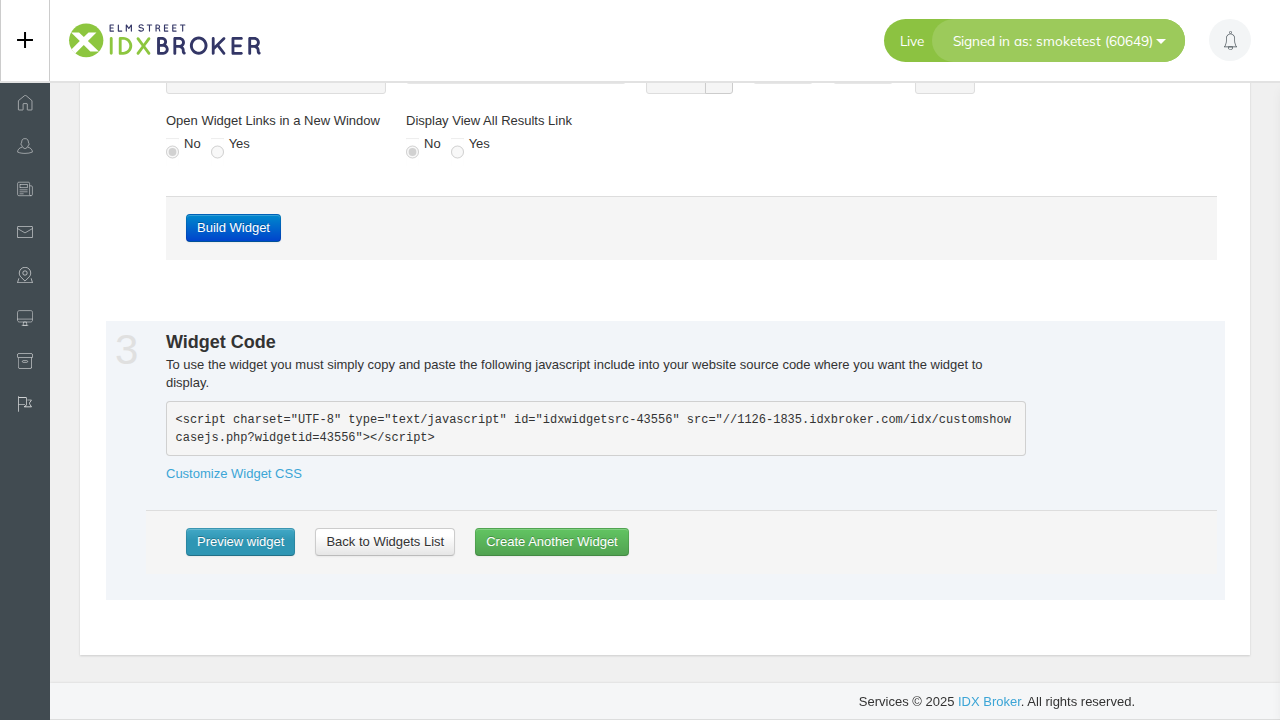 ELM STREET
IDXBROKER
Live
Signed in as: smoketest (60649)
Open Widget Links in a New Window
No
Yes
Display View All Results Link
No
Yes
Build Widget
3
Widget Code
To use the widget you must simply copy and paste the following javascript include into your website source code where you want the widget to
display.
<script charset="UTF-8" type="text/javascript" id="idxwidgetsrc-43556" src="//1126-1835.idxbroker.com/idx/customshow
casejs.php?widgetid=43556"></script>
Customize Widget CSS
Preview widget
Back to Widgets List
Create Another Widget
Services © 2025 IDX Broker. All rights reserved.